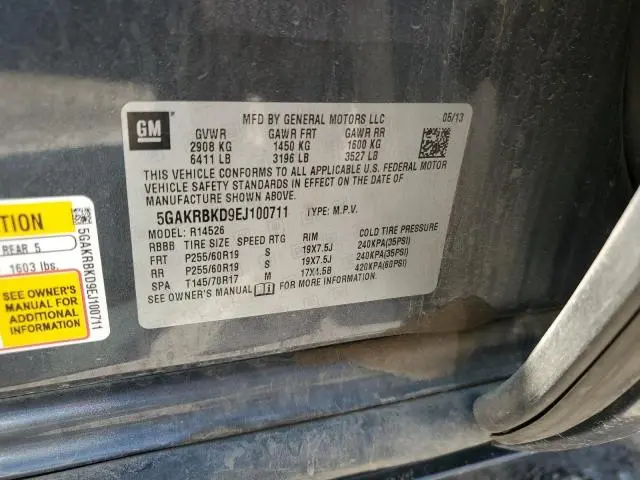 GM
MFD BY GENERAL MOTORS LLC 05/13
GVWR GAWR FRT GAWR RR
2908 KG 1450 KG 1600 KG
6411 LB 3196 LB 3527 LB
THIS VEHICLE CONFORMS TO ALL APPLICABLE U.S. FEDERAL MOTOR
VEHICLE SAFETY STANDARDS IN EFFECT ON THE DATE OF
MANUFACTURE SHOWN ABOVE.
5GAKRBKD9EJ100711 TYPE: M.P.V.
MODEL: R14526
RBBB TIRE SIZE SPEED RTG RIM COLD TIRE PRESSURE
FRT P255/60R19 S 19X7.5J 240KPA(35PSI)
RR P255/60R19 S 19X7.5J 240KPA(35PSI)
SPA T145/70R17 M 17X4.5B 420KPA(60PSI)
SEE OWNER'S MANUAL FOR MORE INFORMATION.
TION
REAR 5
1603 lbs.
SEE OWNER'S
MANUAL FOR
ADDITIONAL
INFORMATION
5GAKRBKD9EJ100711